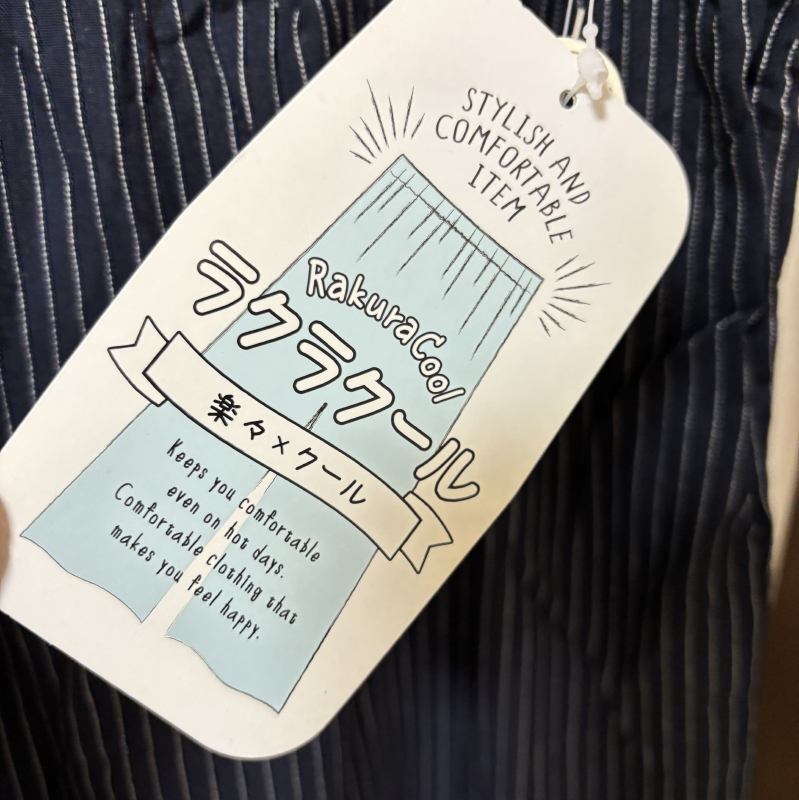 STYLISH AND
COMFORTABLE
ITEM
RakuraCool
ラクラクール
楽々×クール
Keeps you comfortable
even on hot days.
Comfortable clothing that
makes you feel happy.